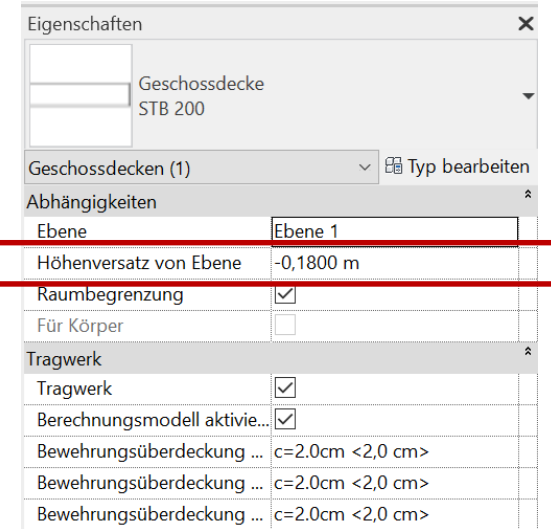 Eigenschaften
Geschossdecke
STB 200
Geschossdecken (1)
Typ bearbeiten
Abhängigkeiten
Ebene Ebene 1
Höhenversatz von Ebene -0,1800 m
Raumbegrenzung
Für Körper
Tragwerk
Tragwerk
Berechnungsmodell aktivie...
Bewehrungsüberdeckung ... c=2.0cm <2,0 cm>
Bewehrungsüberdeckung ... c=2.0cm <2,0 cm>
Bewehrungsüberdeckung ... c=2.0cm <2,0 cm>